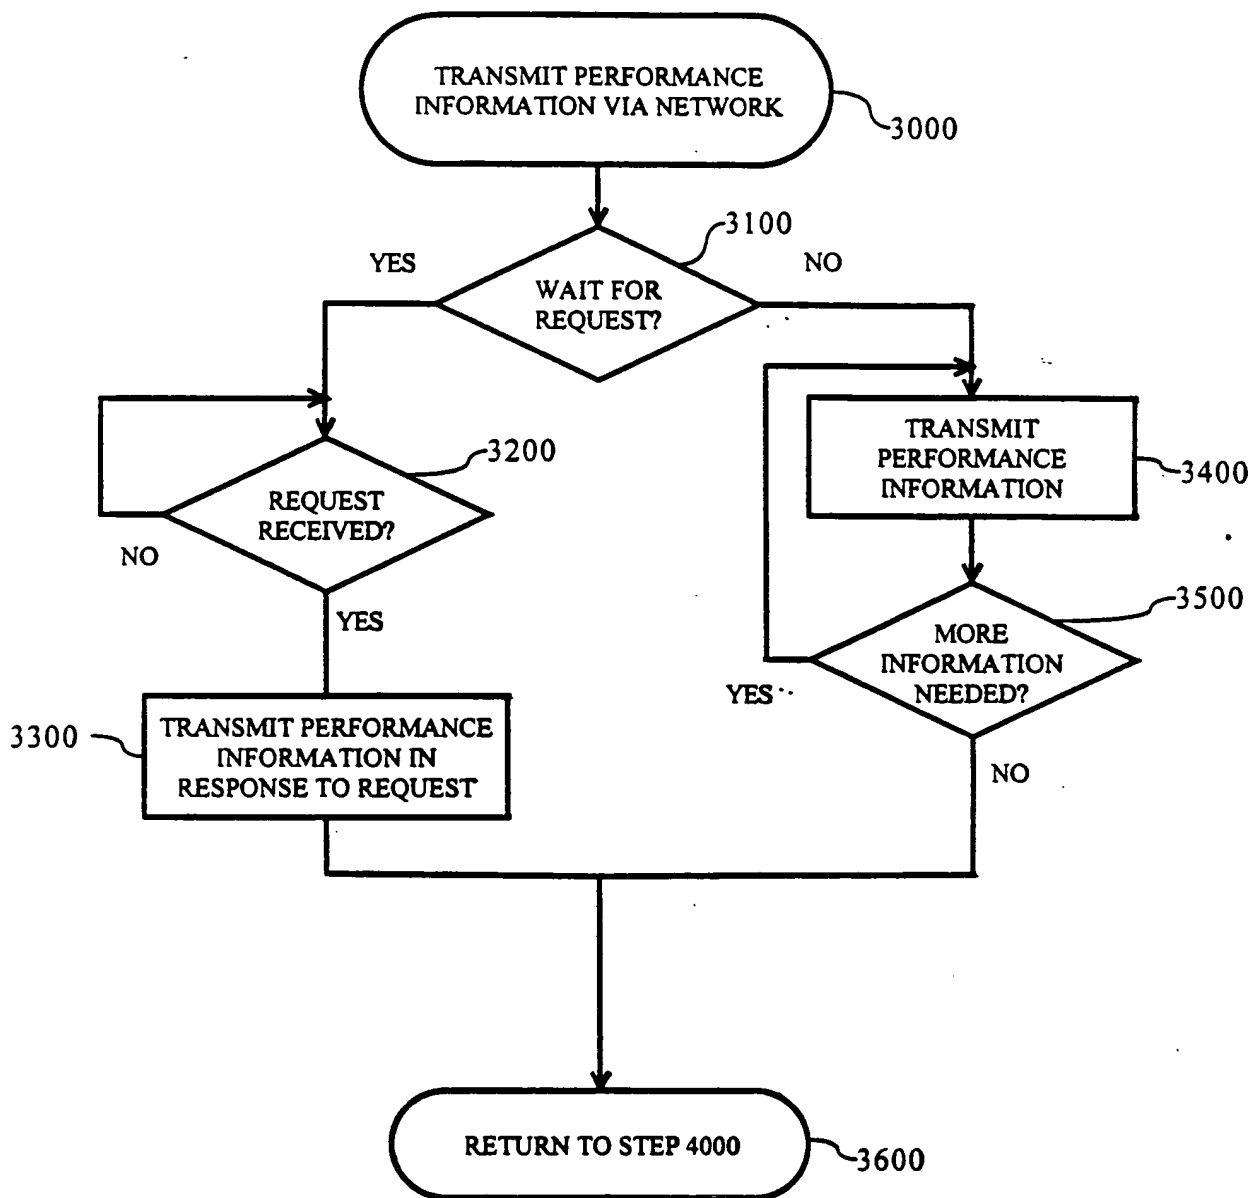 TRANSMIT PERFORMANCE
INFORMATION VIA NETWORK
3000
3100
YES
NO
WAIT FOR
REQUEST?
3200
REQUEST
RECEIVED?
NO
YES
TRANSMIT
PERFORMANCE
INFORMATION
3400
3500
MORE
INFORMATION
NEEDED?
YES
NO
3300
TRANSMIT PERFORMANCE
INFORMATION IN
RESPONSE TO REQUEST
RETURN TO STEP 4000
3600